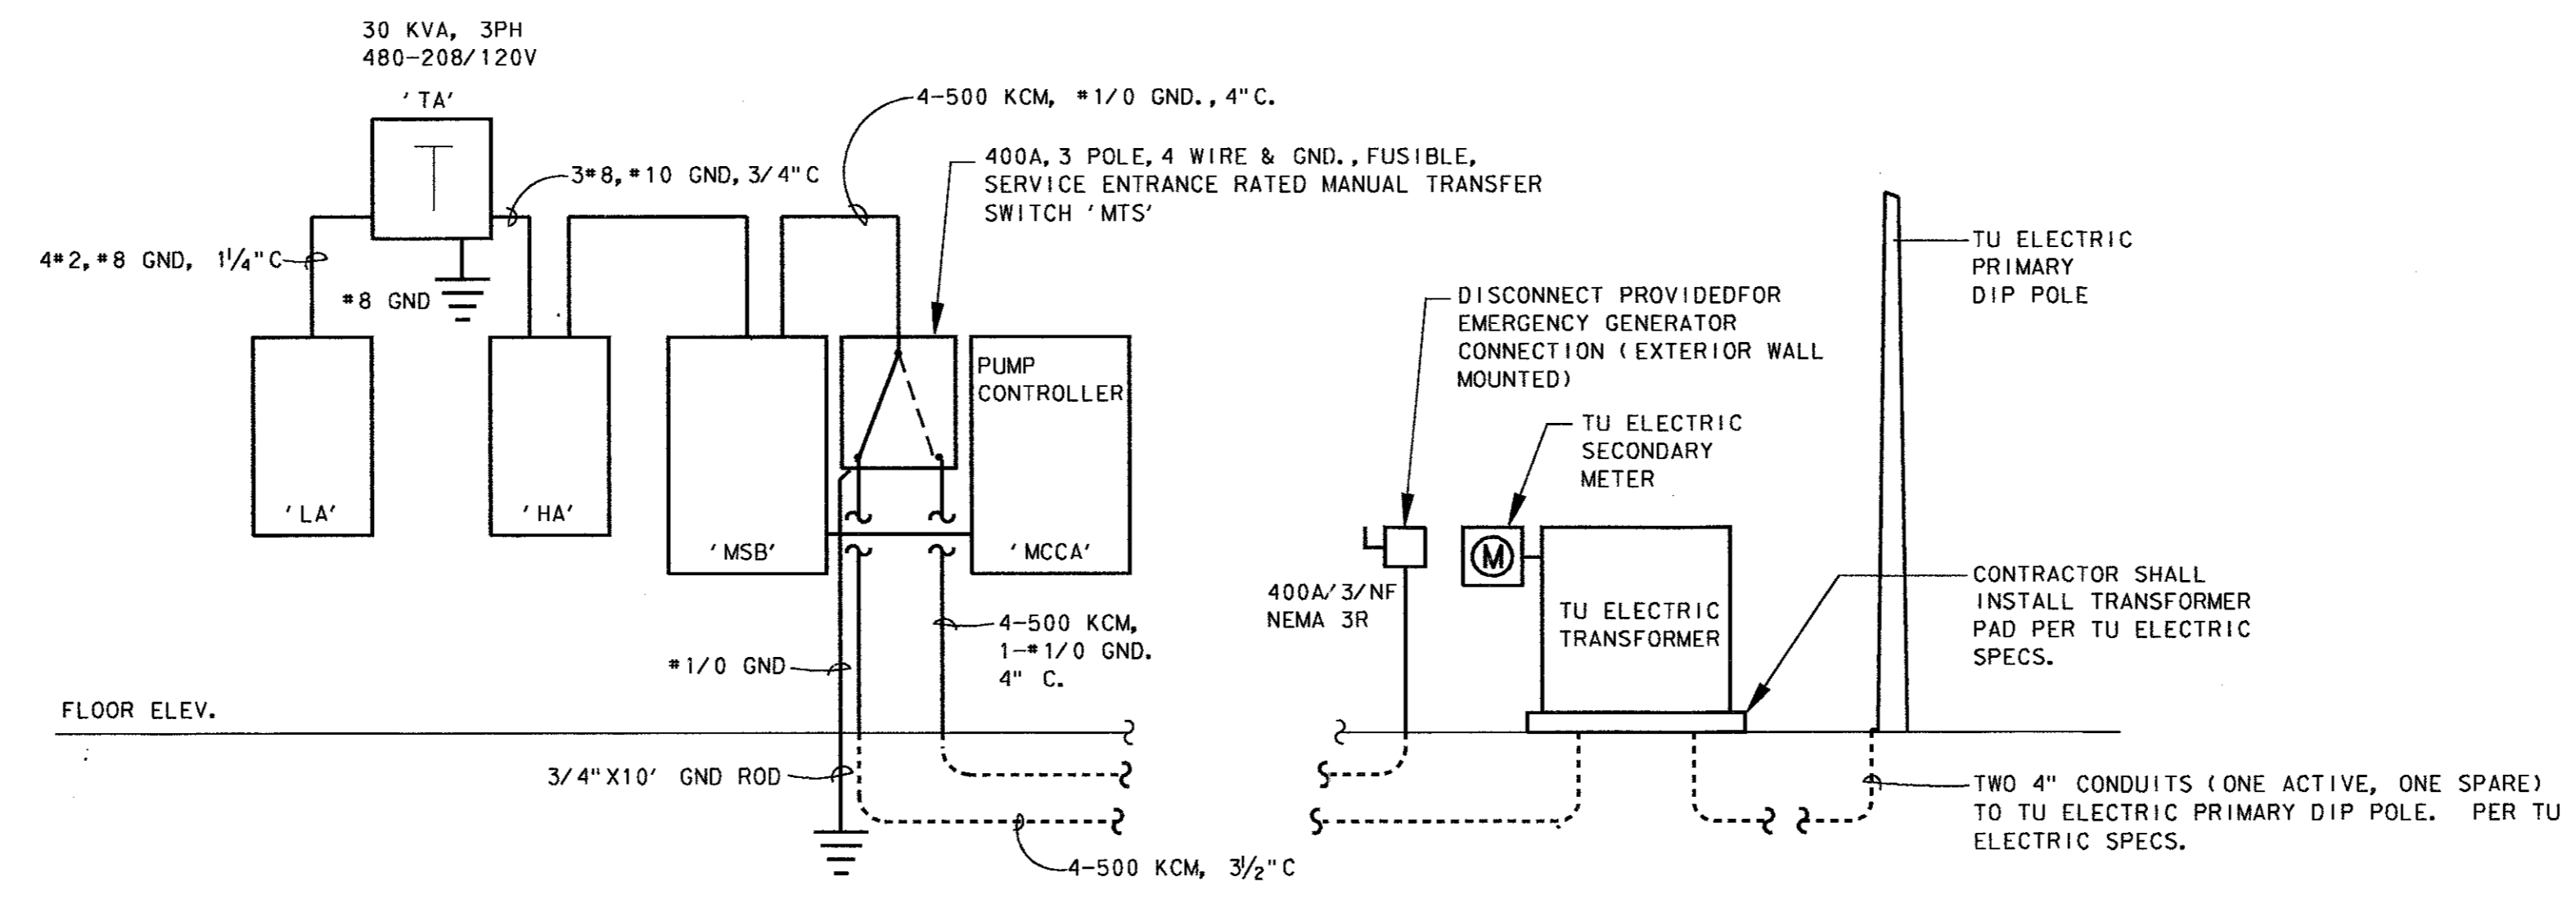 30 KVA, 3PH
480-208/120V
'TA'
4-500 KCM, #1/0 GND., 4"C.
400A, 3 POLE, 4 WIRE & GND., FUSIBLE,
SERVICE ENTRANCE RATED MANUAL TRANSFER
SWITCH 'MTS'
3#8, #10 GND, 3/4"C
4#2, #8 GND, 1¼"C
#8 GND
TU ELECTRIC
PRIMARY
DIP POLE
DISCONNECT PROVIDEDFOR
EMERGENCY GENERATOR
CONNECTION (EXTERIOR WALL
MOUNTED)
PUMP
CONTROLLER
TU ELECTRIC
SECONDARY
METER
'LA'
'HA'
'MSB'
'MCCA'
M
400A/3/NF
NEMA 3R
TU ELECTRIC
TRANSFORMER
CONTRACTOR SHALL
INSTALL TRANSFORMER
PAD PER TU ELECTRIC
SPECS.
4-500 KCM,
1-#1/0 GND.
4" C.
#1/0 GND
FLOOR ELEV.
3/4"X10' GND ROD
TWO 4" CONDUITS (ONE ACTIVE, ONE SPARE)
TO TU ELECTRIC PRIMARY DIP POLE. PER TU
ELECTRIC SPECS.
4-500 KCM, 3½"C